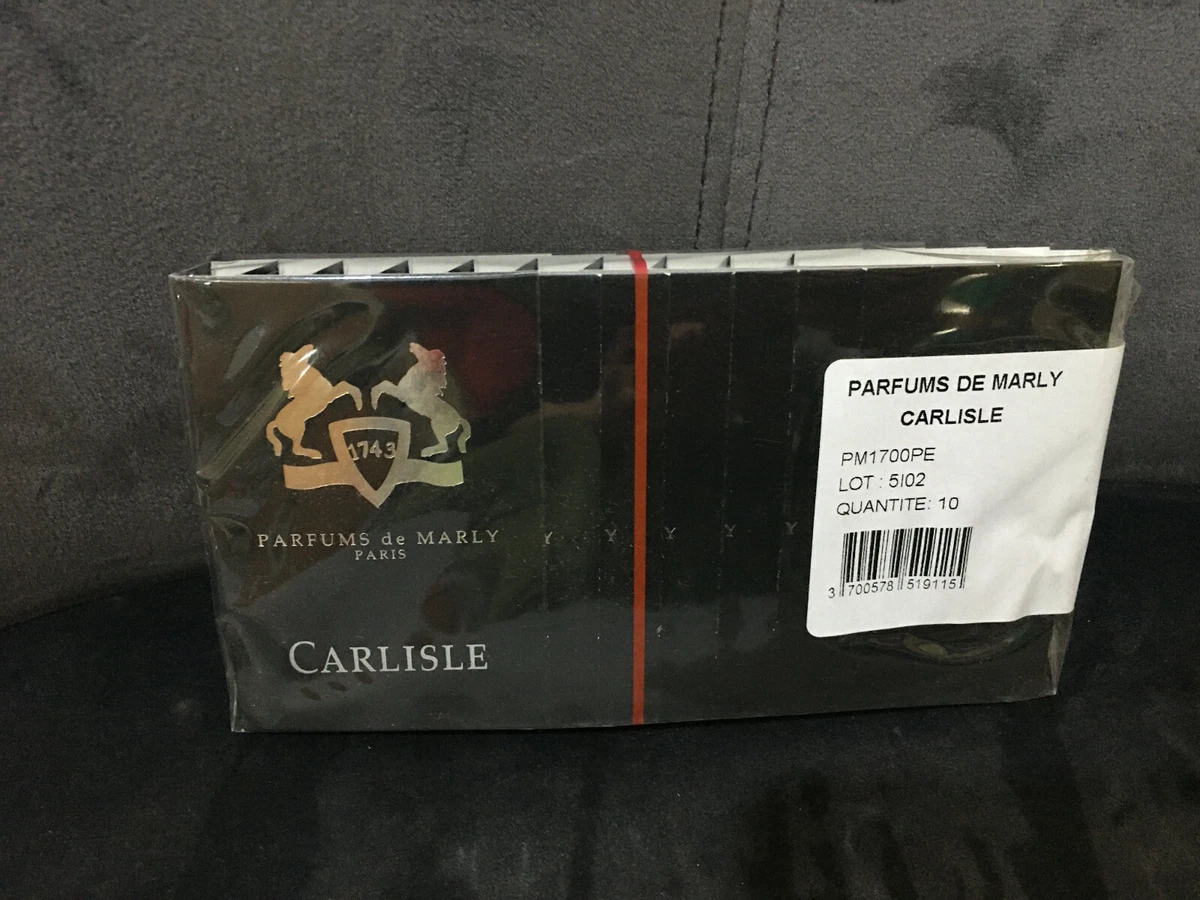 1743
PARFUMS de MARLY
PARIS
CARLISLE
Y Y Y Y Y
PARFUMS DE MARLY
CARLISLE
PM1700PE
LOT : 5I02
QUANTITE: 10
3 700578 519115